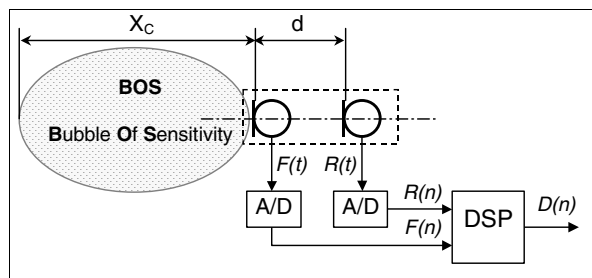 X_C d
BOS
Bubble Of Sensitivity
F(t) R(t)
A/D A/D R(n) DSP D(n)
F(n)